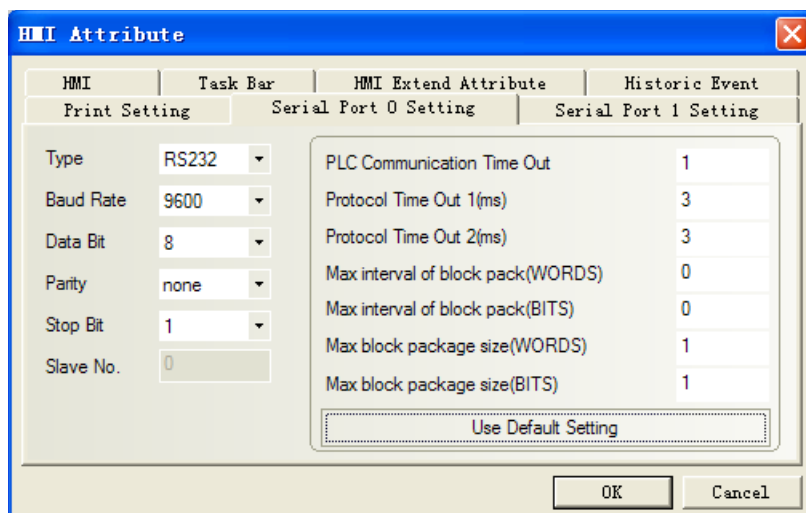 HMI Attribute
HMI Task Bar HMI Extend Attribute Historic Event
Print Setting Serial Port 0 Setting Serial Port 1 Setting
Type RS232
Baud Rate 9600
Data Bit 8
Parity none
Stop Bit 1
Slave No. 0
PLC Communication Time Out 1
Protocol Time Out 1(ms) 3
Protocol Time Out 2(ms) 3
Max interval of block pack(WORDS) 0
Max interval of block pack(BITS) 0
Max block package size(WORDS) 1
Max block package size(BITS) 1
Use Default Setting
OK Cancel